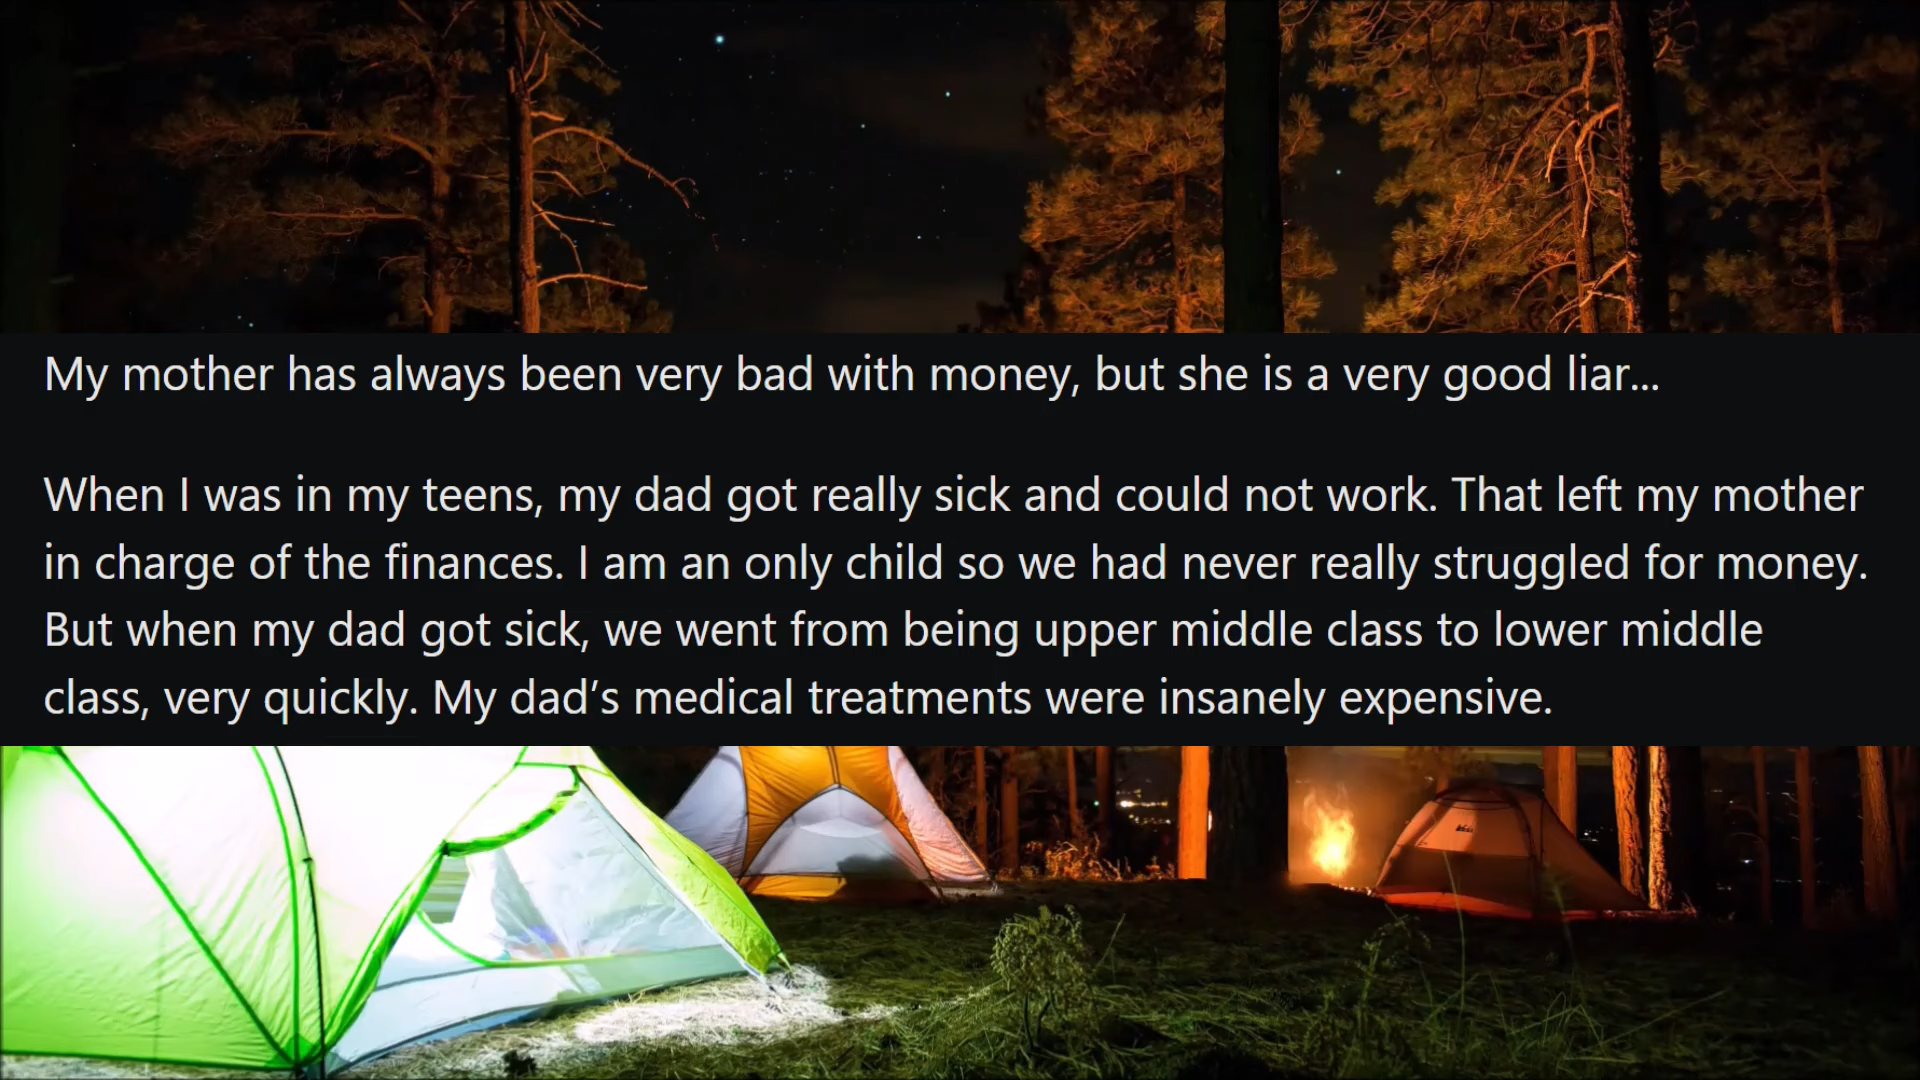 My mother has always been very bad with money, but she is a very good liar...
When I was in my teens, my dad got really sick and could not work. That left my mother
in charge of the finances. I am an only child so we had never really struggled for money.
But when my dad got sick, we went from being upper middle class to lower middle
class, very quickly. My dad’s medical treatments were insanely expensive.